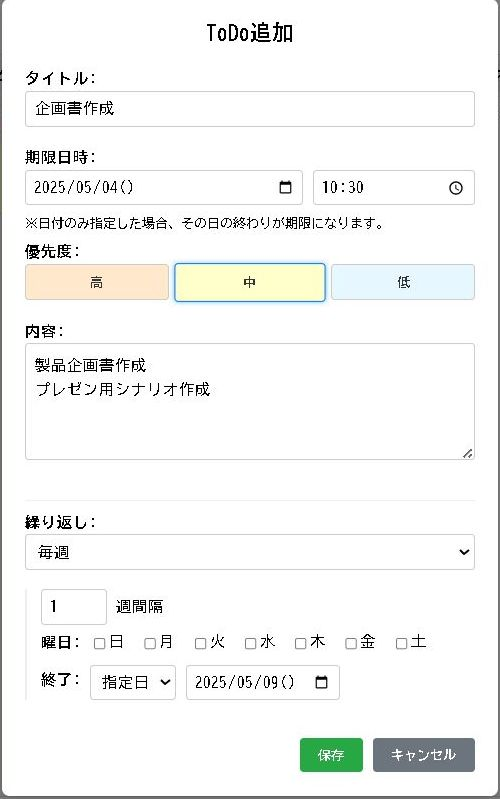 ToDo追加
タイトル:
企画書作成
期限日時:
2025/05/04() 10:30
※日付のみ指定した場合、その日の終わりが期限になります。
優先度:
高 中 低
内容:
製品企画書作成
プレゼン用シナリオ作成
繰り返し:
毎週
1 週間隔
曜日: 日 月 火 水 木 金 土
終了: 指定日 2025/05/09()
保存 キャンセル